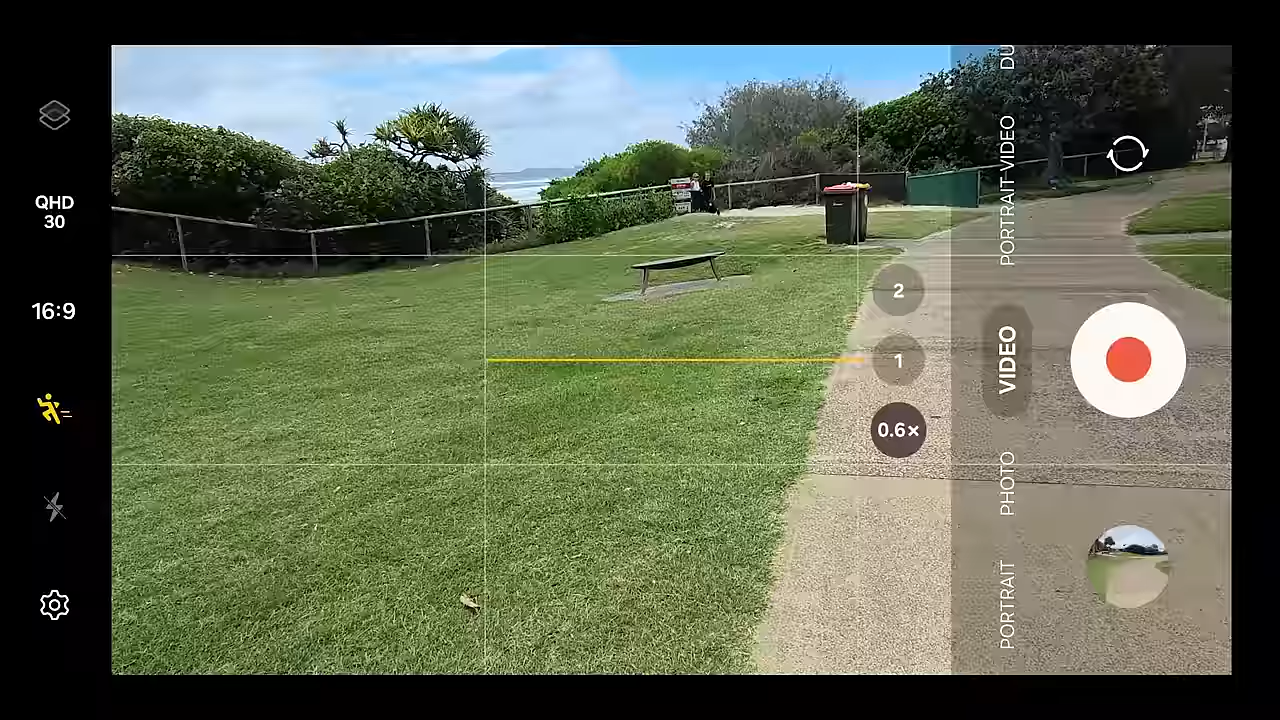 QHD
30
16:9
2
1
0.6×
DU
PORTRAIT VIDEO
VIDEO
PHOTO
PORTRAIT